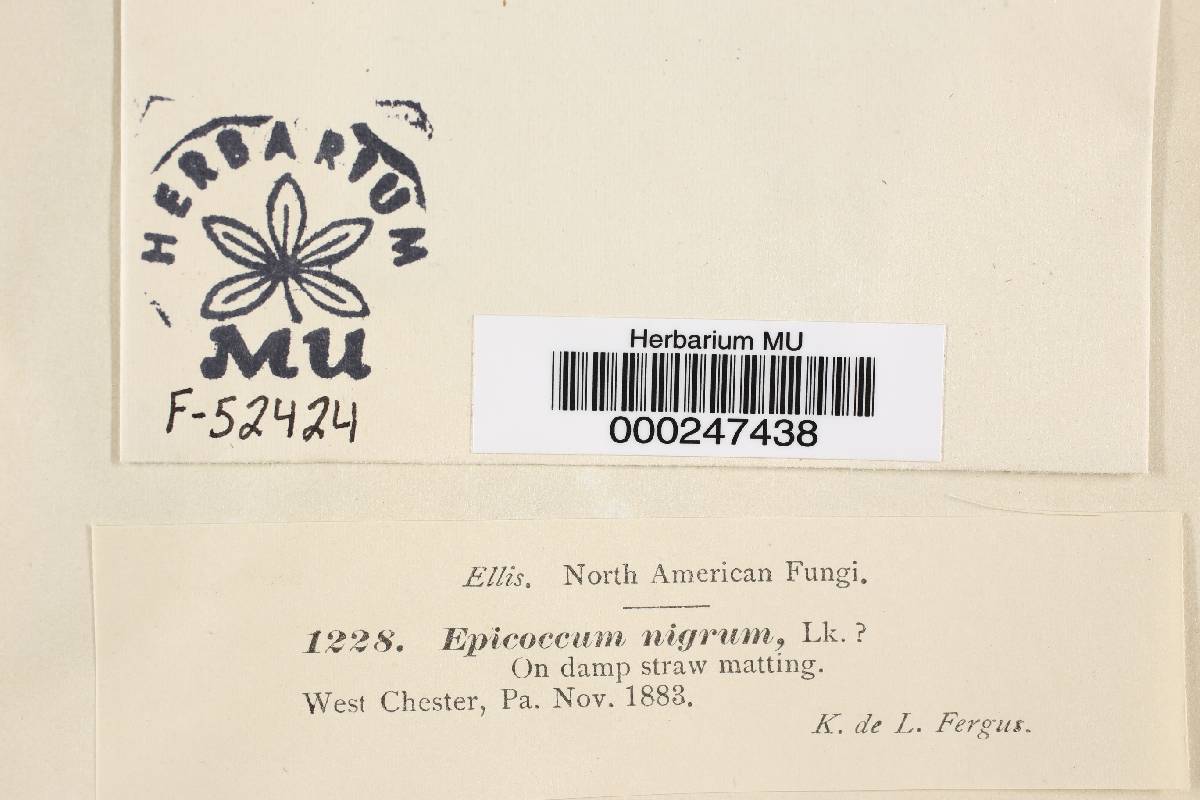 HERBARIUM
MU
F-52424
Herbarium MU
000247438
Ellis. North American Fungi.
1228. Epicoccum nigrum, Lk. ?
On damp straw matting.
West Chester, Pa. Nov. 1883.
K. de L. Fergus.